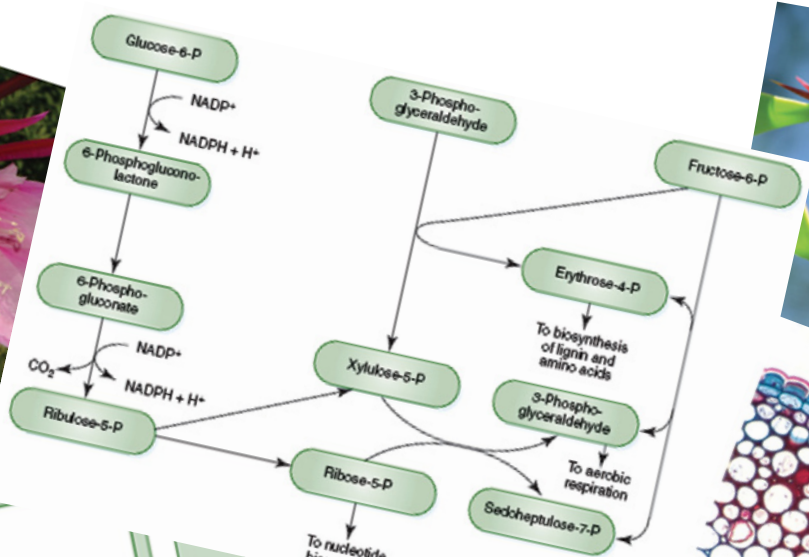 Glucose-6-P
NADP+
NADPH + H+
6-Phosphoglucono-
lactone
6-Phospho-
gluconate
NADP+
CO2
NADPH + H+
Ribulose-5-P
3-Phospho-
glyceraldehyde
Fructose-6-P
Erythrose-4-P
To biosynthesis
of lignin and
amino acids
Xylulose-5-P
3-Phospho-
glyceraldehyde
To aerobic
respiration
Ribose-5-P
Sedoheptulose-7-P
To nucleotide